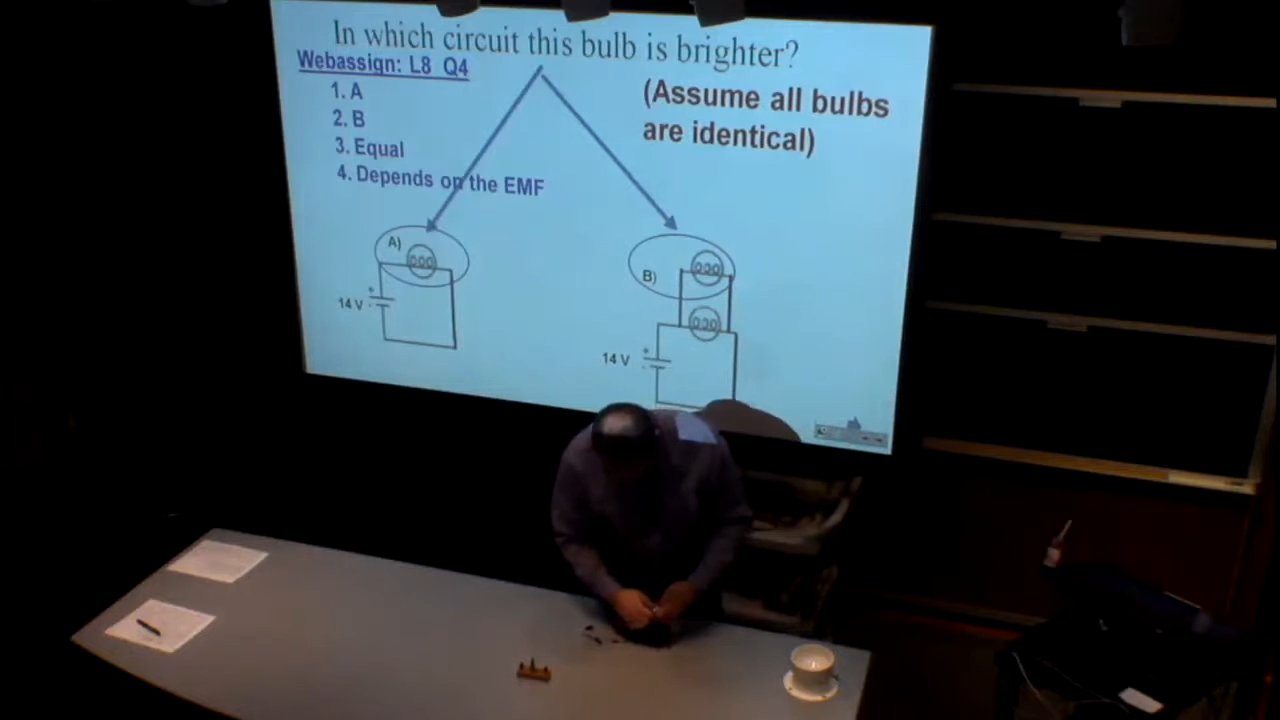 In which circuit this bulb is brighter?
Webassign: L8 Q4
1. A
2. B
3. Equal
4. Depends on the EMF
(Assume all bulbs
are identical)
A)
+
-
14 V
B)
+
-
14 V